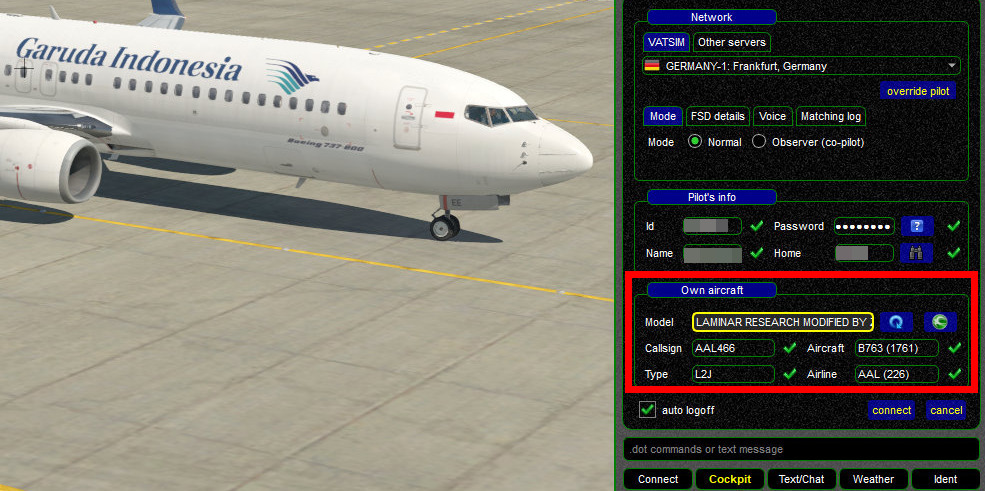 Garuda Indonesia
Boeing 737-800
EE
Network
VATSIM Other servers
GERMANY-1: Frankfurt, Germany
override pilot
Mode FSD details Voice Matching log
Mode Normal Observer (co-pilot)
Pilot's info
Id Password ●●●●●●●● ?
Name Home
Own aircraft
Model LAMINAR RESEARCH MODIFIED BY
Callsign AAL466 Aircraft B763 (1761)
Type L2J Airline AAL (226)
auto logoff connect cancel
.dot commands or text message
Connect Cockpit Text/Chat Weather Ident